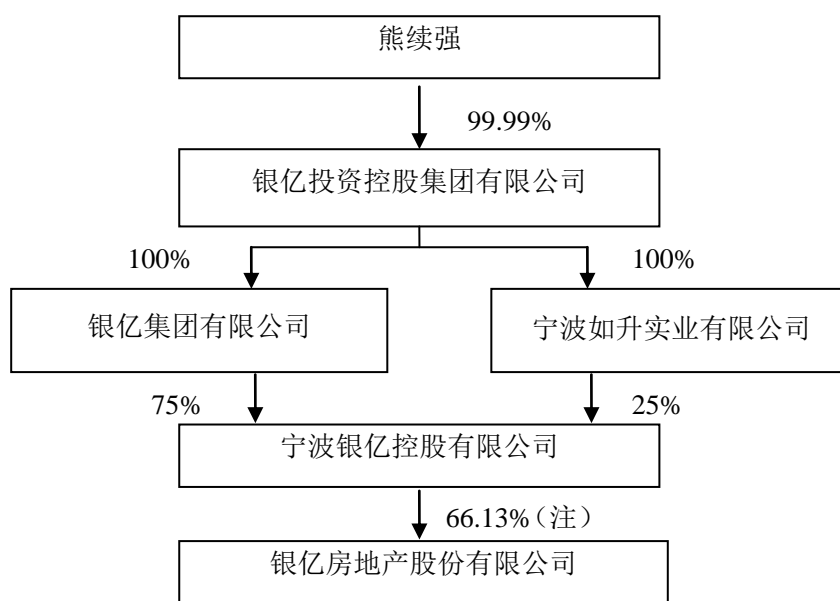 熊续强
99.99%
银亿投资控股集团有限公司
100%
100%
银亿集团有限公司
宁波如升实业有限公司
75%
25%
宁波银亿控股有限公司
66.13%（注）
银亿房地产股份有限公司